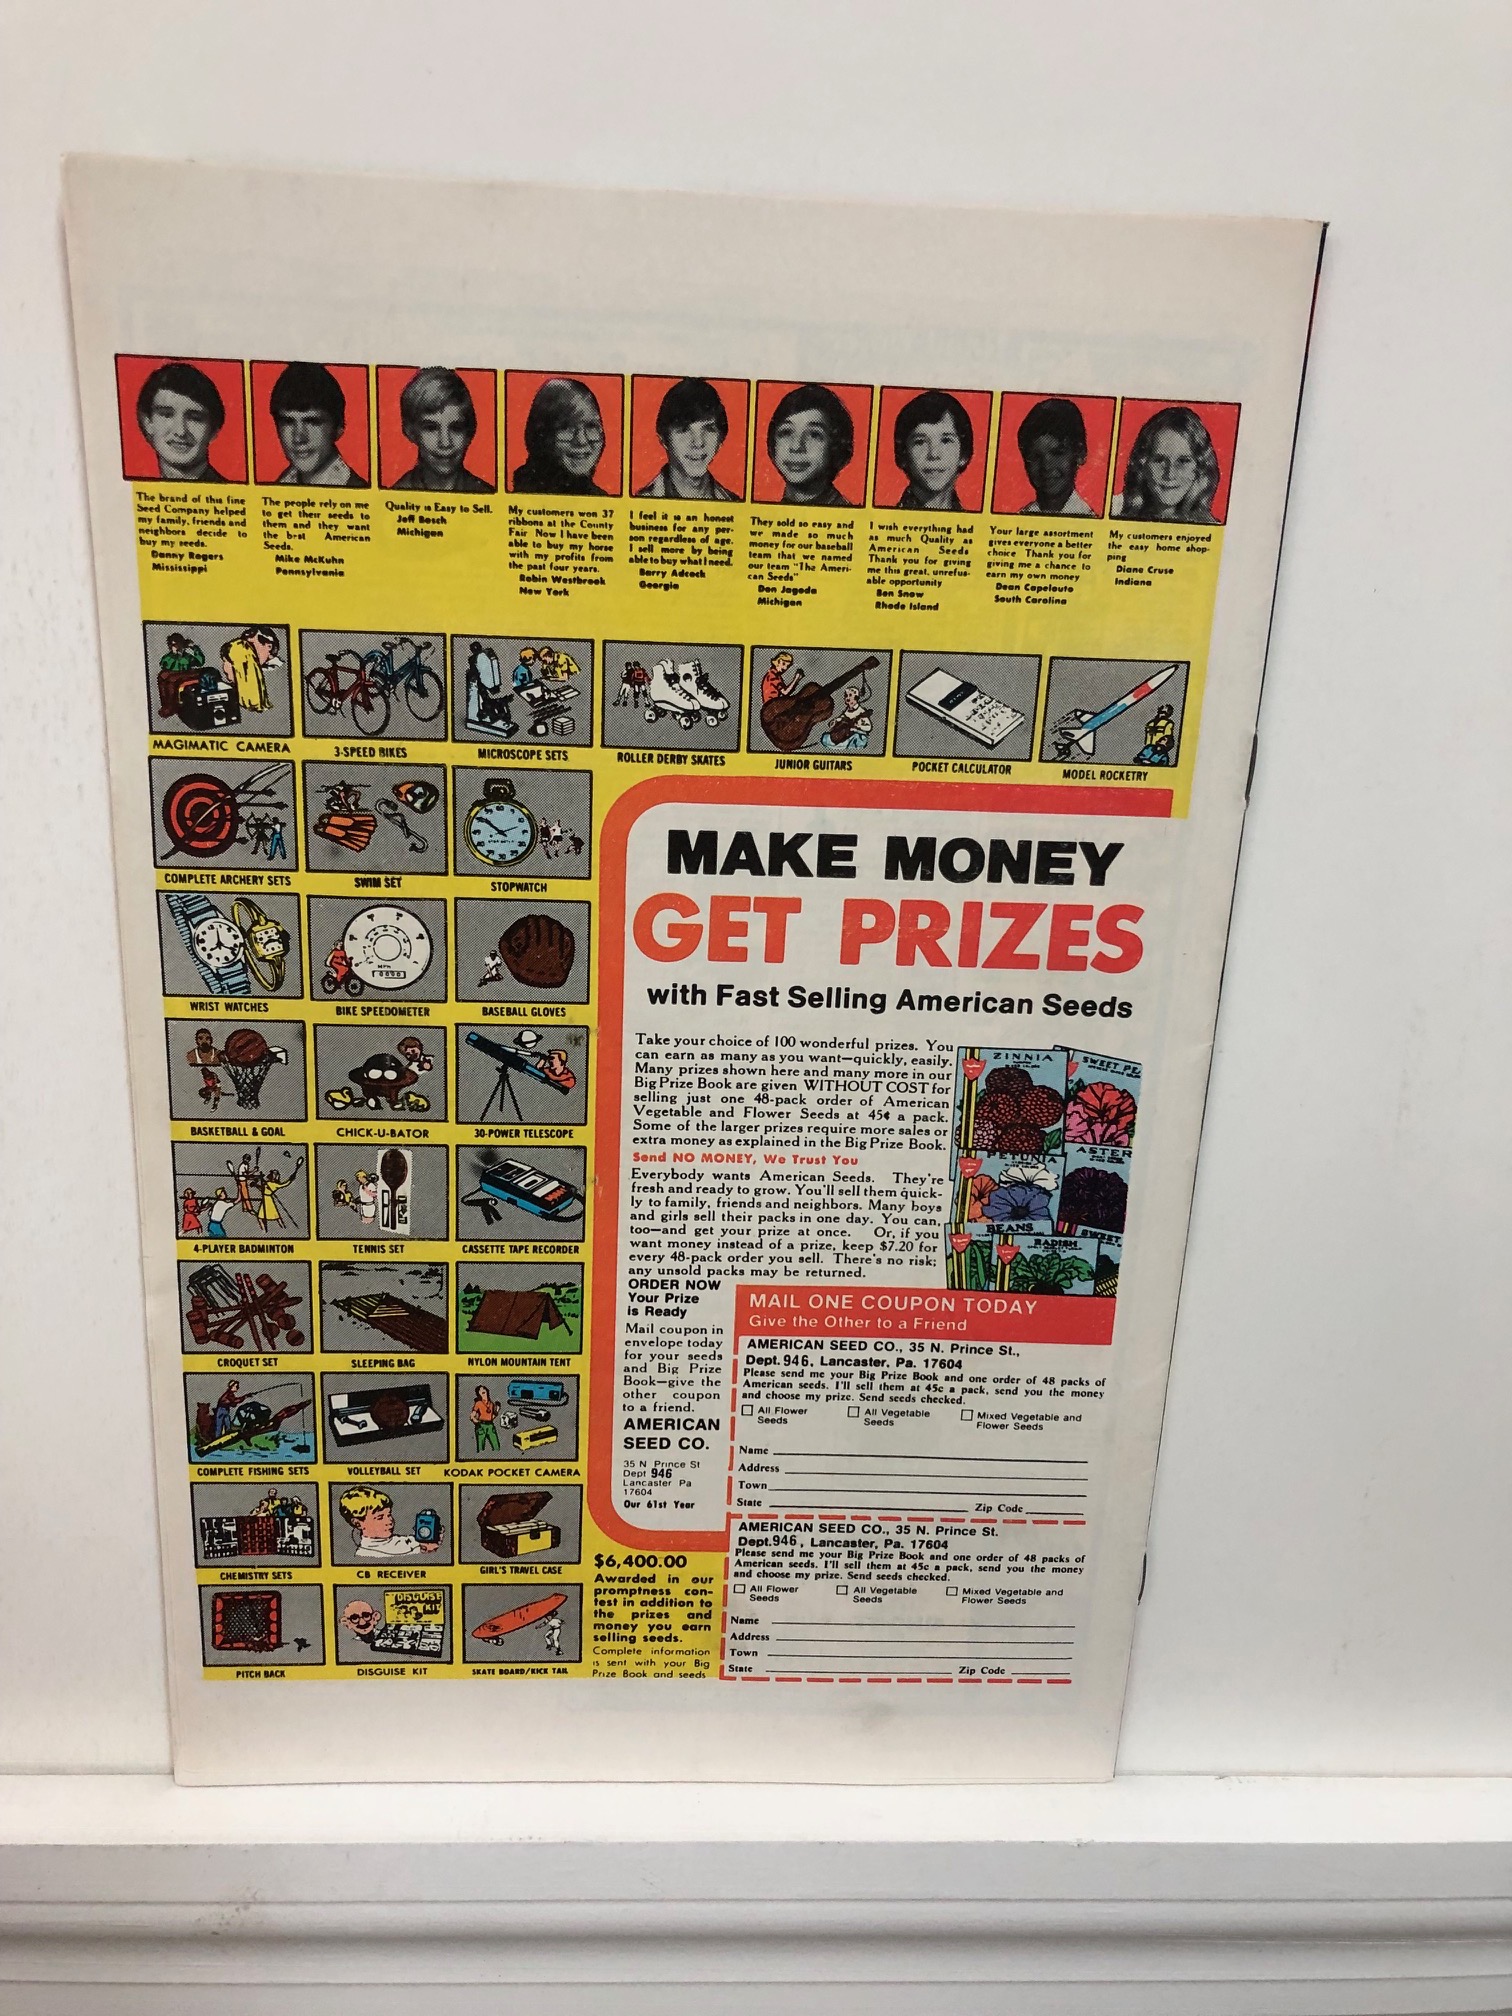 The brand of this fine
Seed Company helped
my family, friends and
neighbors decide to
buy my seeds.
Danny Rogers
Mississippi
The people rely on me
to get their seeds to
them and they want
the best American
Seeds.
Mike McKuhn
Pennsylvania
Quality is Easy to Sell.
Jeff Bosch
Michigan
My customers won 37
ribbons at the County
Fair Now I have been
able to buy my horse
with my profits from
the past four years.
Robin Westbrook
New York
I feel it is an honest
business for any per-
son regardless of age.
I sell more by being
able to buy what I need.
Barry Adcock
Georgia
They sold so easy and
we made so much
money for our baseball
team that we named
our team "The Ameri-
can Seeds"
Don Jagoda
Michigan
I wish everything had
as much Quality as
American Seeds
Thank you for giving
me this great, unrefus-
able opportunity
Ben Snow
Rhode Island
Your large assortment
gives everyone a better
choice Thank you for
giving me a chance to
earn my own money
Dean Capelouto
South Carolina
My customers enjoyed
the easy home shop-
ping
Diane Cruse
Indiana
MAGIMATIC CAMERA
3-SPEED BIKES
MICROSCOPE SETS
ROLLER DERBY SKATES
JUNIOR GUITARS
POCKET CALCULATOR
MODEL ROCKETRY
COMPLETE ARCHERY SETS
SWIM SET
STOPWATCH
WRIST WATCHES
BIKE SPEEDOMETER
BASEBALL GLOVES
BASKETBALL & GOAL
CHICK-U-BATOR
30-POWER TELESCOPE
4-PLAYER BADMINTON
TENNIS SET
CASSETTE TAPE RECORDER
CROQUET SET
SLEEPING BAG
NYLON MOUNTAIN TENT
COMPLETE FISHING SETS
VOLLEYBALL SET
KODAK POCKET CAMERA
CHEMISTRY SETS
CB RECEIVER
GIRL'S TRAVEL CASE
DISGUISE
KIT
PITCH BACK
DISGUISE KIT
SKATE BOARD/KICK TAIL
MAKE MONEY
GET PRIZES
with Fast Selling American Seeds
Take your choice of 100 wonderful prizes. You
can earn as many as you want—quickly, easily.
Many prizes shown here and many more in our
Big Prize Book are given WITHOUT COST for
selling just one 48-pack order of American
Vegetable and Flower Seeds at 45¢ a pack.
Some of the larger prizes require more sales or
extra money as explained in the Big Prize Book.
Send NO MONEY, We Trust You
Everybody wants American Seeds. They're
fresh and ready to grow. You'll sell them quick-
ly to family, friends and neighbors. Many boys
and girls sell their packs in one day. You can,
too—and get your prize at once. Or, if you
want money instead of a prize, keep $7.20 for
every 48-pack order you sell. There's no risk;
any unsold packs may be returned.
ZINNIA
SWEET PE
PETUNIA
ASTER
BEANS
RADISH
SWEET
ORDER NOW
Your Prize
is Ready
Mail coupon in
envelope today
for your seeds
and Big Prize
Book—give the
other coupon
to a friend.
AMERICAN
SEED CO.
35 N Prince St
Dept 946
Lancaster Pa
17604
Our 61st Year
$6,400.00
Awarded in our
promptness con-
test in addition to
the prizes and
money you earn
selling seeds.
Complete information
is sent with your Big
Prize Book and seeds
MAIL ONE COUPON TODAY
Give the Other to a Friend
AMERICAN SEED CO., 35 N. Prince St.,
Dept. 946, Lancaster, Pa. 17604
Please send me your Big Prize Book and one order of 48 packs of
American seeds. I'll sell them at 45c a pack, send you the money
and choose my prize. Send seeds checked.
All Flower
Seeds
All Vegetable
Seeds
Mixed Vegetable and
Flower Seeds
Name
Address
Town
State Zip Code
AMERICAN SEED CO., 35 N. Prince St.
Dept. 946, Lancaster, Pa. 17604
Please send me your Big Prize Book and one order of 48 packs of
American seeds. I'll sell them at 45c a pack, send you the money
and choose my prize. Send seeds checked.
All Flower
Seeds
All Vegetable
Seeds
Mixed Vegetable and
Flower Seeds
Name
Address
Town
State Zip Code